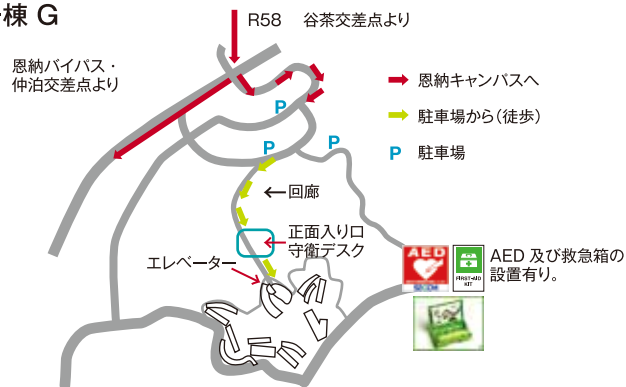 棟 G
R58 谷茶交差点より
恩納バイパス・
仲泊交差点より
恩納キャンパスへ
駐車場から（徒歩）
P 駐車場
P
P
P
回廊
正面入り口
守衛デスク
エレベーター
AED
FIRST-AID
KIT
AED 及び救急箱の
設置有り。